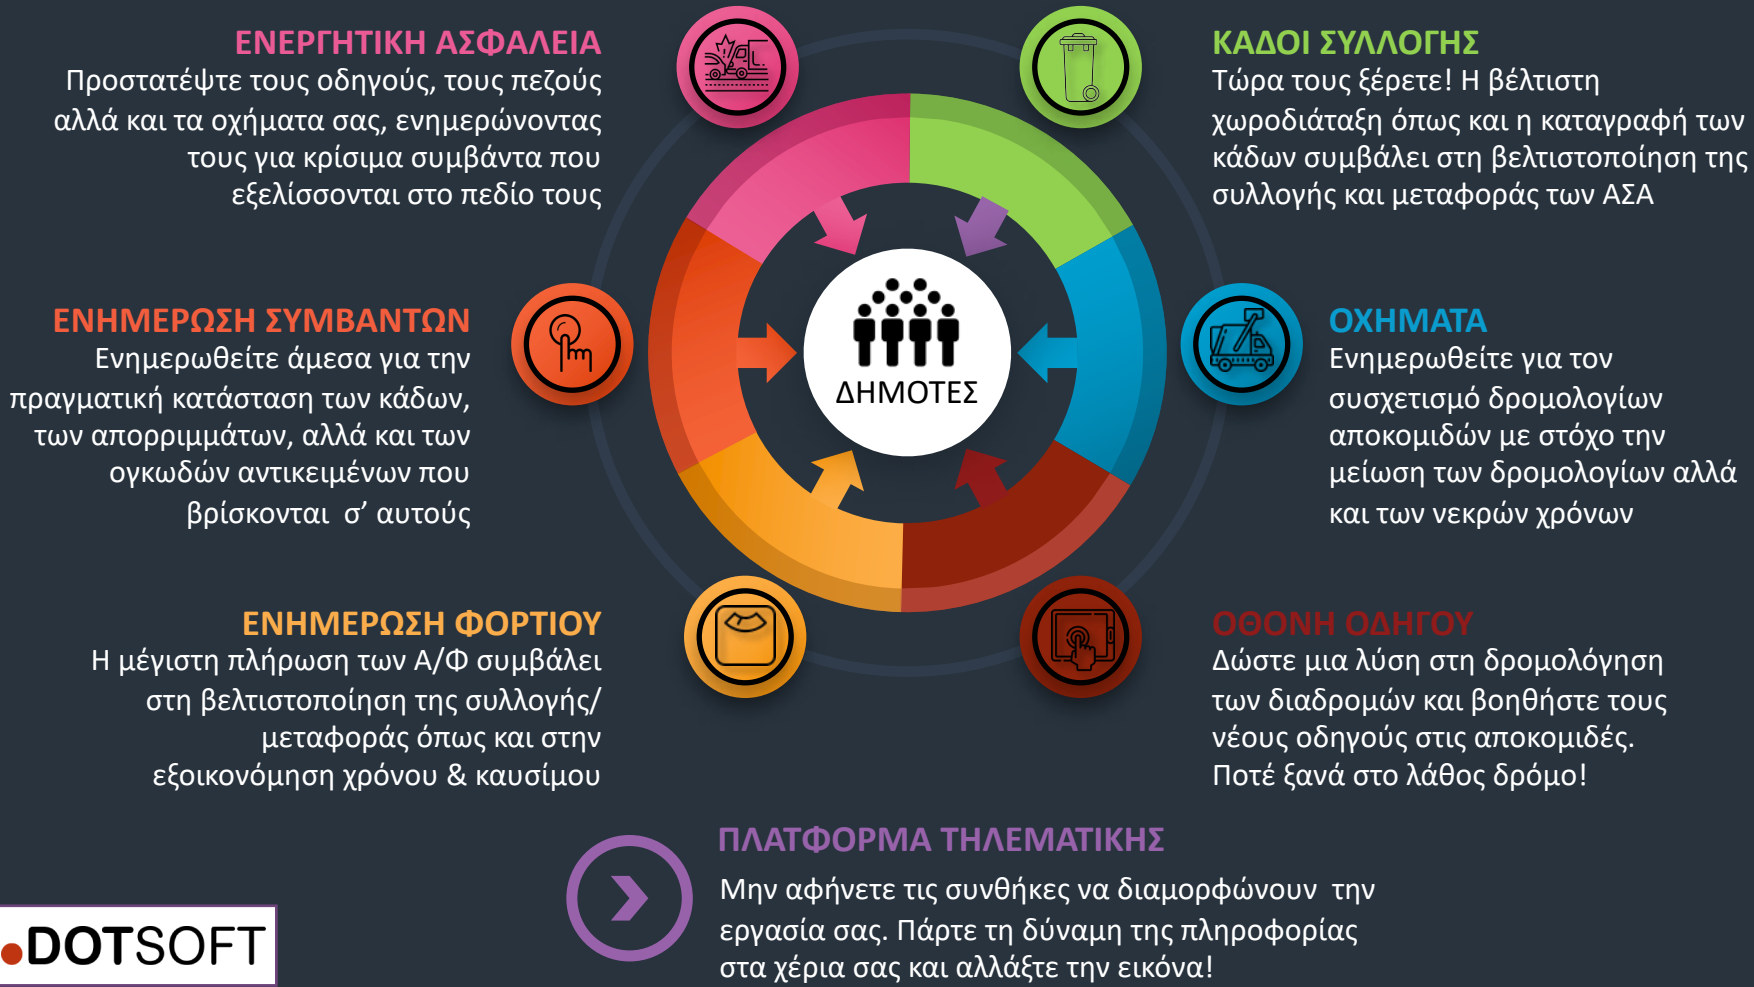 ΕΝΕΡΓΗΤΙΚΗ ΑΣΦΑΛΕΙΑ
Προστατέψτε τους οδηγούς, τους πεζούς
αλλά και τα οχήματα σας, ενημερώνοντας
τους για κρίσιμα συμβάντα που
εξελίσσονται στο πεδίο τους
ΚΑΔΟΙ ΣΥΛΛΟΓΗΣ
Τώρα τους ξέρετε! Η βέλτιστη
χωροδιάταξη όπως και η καταγραφή των
κάδων συμβάλει στη βελτιστοποίηση της
συλλογής και μεταφοράς των ΑΣΑ
ΕΝΗΜΕΡΩΣΗ ΣΥΜΒΑΝΤΩΝ
Ενημερωθείτε άμεσα για την
πραγματική κατάσταση των κάδων,
των απορριμμάτων, αλλά και των
ογκωδών αντικειμένων που
βρίσκονται σ’ αυτούς
ΔΗΜΟΤΕΣ
ΟΧΗΜΑΤΑ
Ενημερωθείτε για τον
συσχετισμό δρομολογίων
αποκομιδών με στόχο την
μείωση των δρομολογίων αλλά
και των νεκρών χρόνων
ΕΝΗΜΕΡΩΣΗ ΦΟΡΤΙΟΥ
Η μέγιστη πλήρωση των Α/Φ συμβάλει
στη βελτιστοποίηση της συλλογής/
μεταφοράς όπως και στην
εξοικονόμηση χρόνου & καυσίμου
ΟΘΟΝΗ ΟΔΗΓΟΥ
Δώστε μια λύση στη δρομολόγηση
των διαδρομών και βοηθήστε τους
νέους οδηγούς στις αποκομιδές.
Ποτέ ξανά στο λάθος δρόμο!
ΠΛΑΤΦΟΡΜΑ ΤΗΛΕΜΑΤΙΚΗΣ
Μην αφήνετε τις συνθήκες να διαμορφώνουν την
εργασία σας. Πάρτε τη δύναμη της πληροφορίας
στα χέρια σας και αλλάξτε την εικόνα!
DOTSOFT